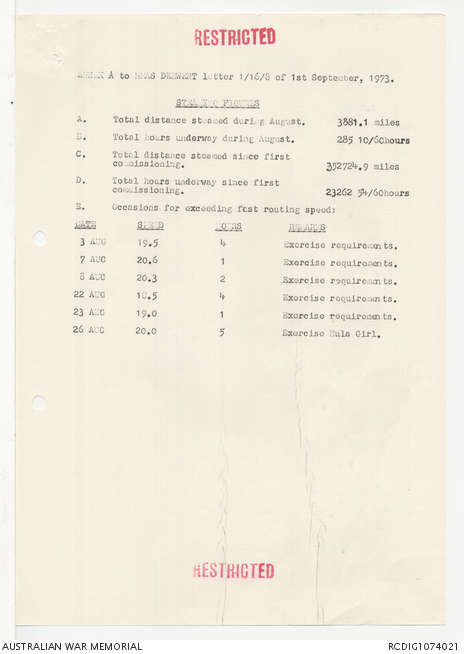 RESTRICTED
ANNEX A to HMAS DERWENT letter 1/16/8 of 1st September, 1973.
STEAMING FIGURES
A. Total distance steamed during August. 3881.1 miles
B. Total hours underway during August. 285 10/60hours
C. Total distance steamed since first
commissioning. 352724.9 miles
D. Total hours underway since first
commissioning. 23262 54/60hours
E. Occasions for exceeding fast routing speed:
DATE SPEED HOURS REMARKS
3 AUG 19.5 4 Exercise requirements.
7 AUG 20.6 1 Exercise requirements.
8 AUG 20.3 2 Exercise requirements.
22 AUG 18.5 4 Exercise requirements.
23 AUG 19.0 1 Exercise requirements.
26 AUG 20.0 5 Exercise Hula Girl.
RESTRICTED
AUSTRALIAN WAR MEMORIAL RCDIG1074021